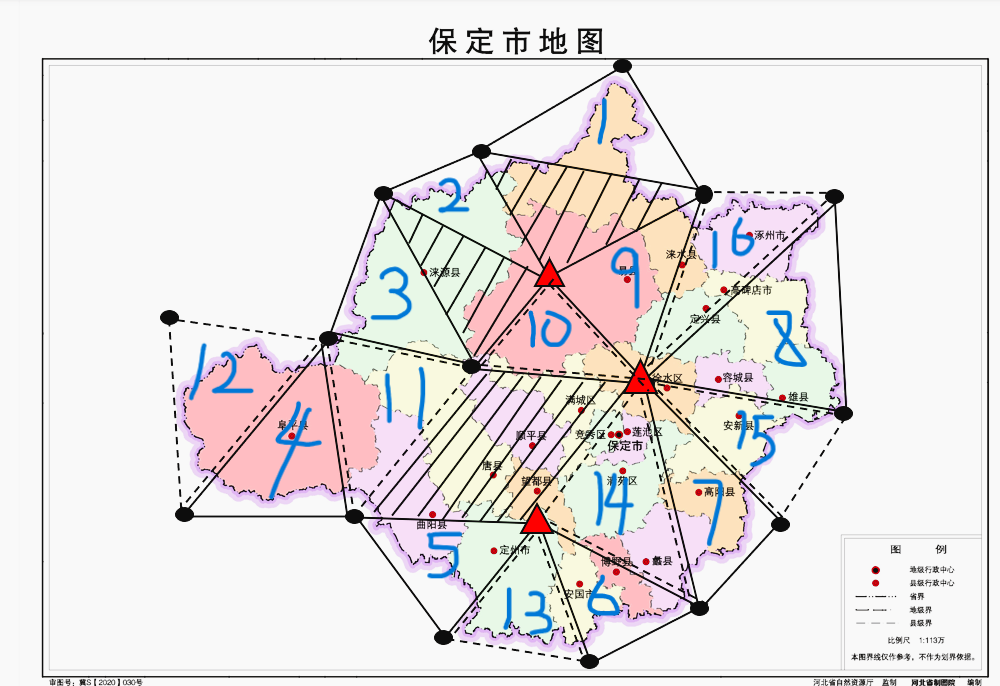 保定市地图
1
2
16
涿州市
涞水县
9
易县
涞源县
3
高碑店市
定兴县
10
8
12
11
徐水区
容城县
雄县
满城区
4
阜平县
安新县
15
竞秀区
莲池区
保定市
顺平县
唐县
清苑区
望都县
14
高阳县
7
曲阳县
5
定州市
博野县
蠡县
安国市
13
6
图 例
地级行政中心
县级行政中心
省界
地级界
县级界
比例尺 1:113万
本图界线仅作参考，不作为划界依据。
审图号：冀S【2020】030号
河北省自然资源厅 监制 河北省制图院 编制